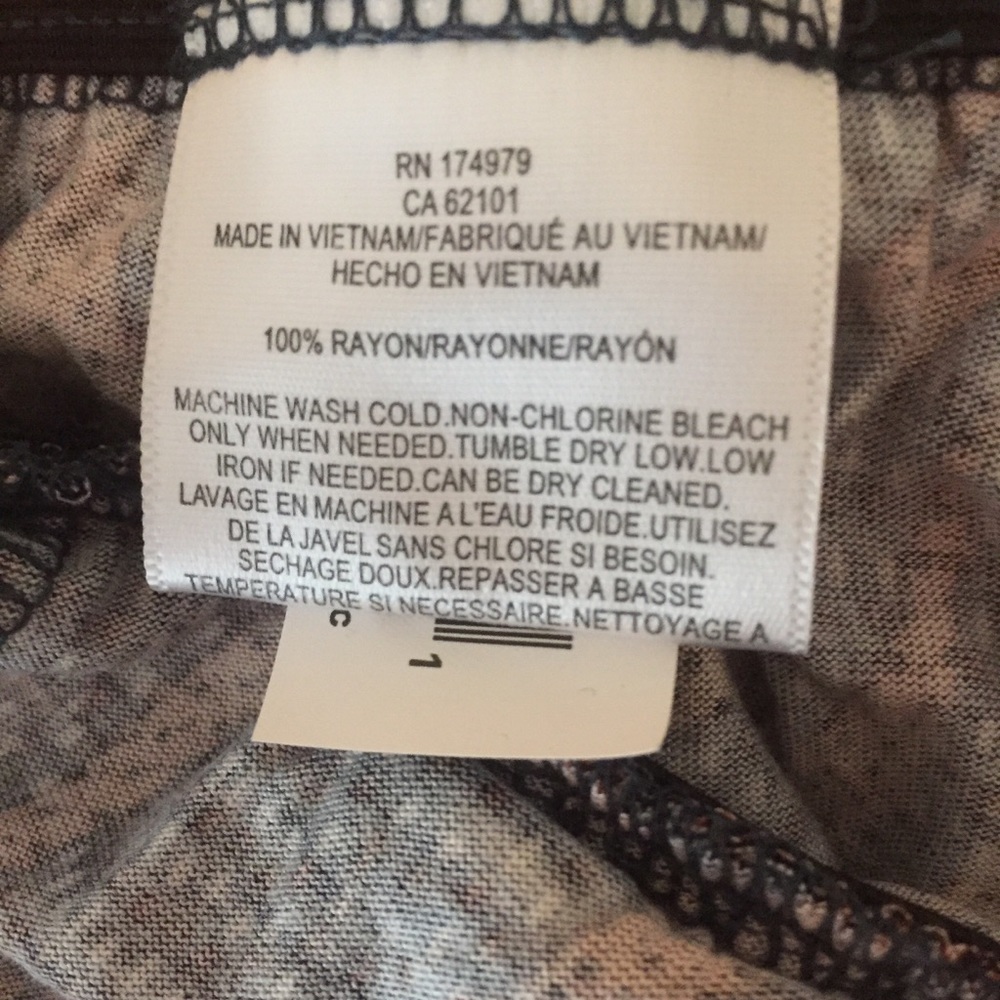 RN 174979
CA 62101
MADE IN VIETNAM/FABRIQUÉ AU VIETNAM/
HECHO EN VIETNAM
100% RAYON/RAYONNE/RAYÓN
MACHINE WASH COLD.NON-CHLORINE BLEACH
ONLY WHEN NEEDED.TUMBLE DRY LOW.LOW
IRON IF NEEDED.CAN BE DRY CLEANED.
LAVAGE EN MACHINE A L'EAU FROIDE.UTILISEZ
DE LA JAVEL SANS CHLORE SI BESOIN.
SECHAGE DOUX.REPASSER A BASSE
TEMPERATURE SI NECESSAIRE.NETTOYAGE A
C
1